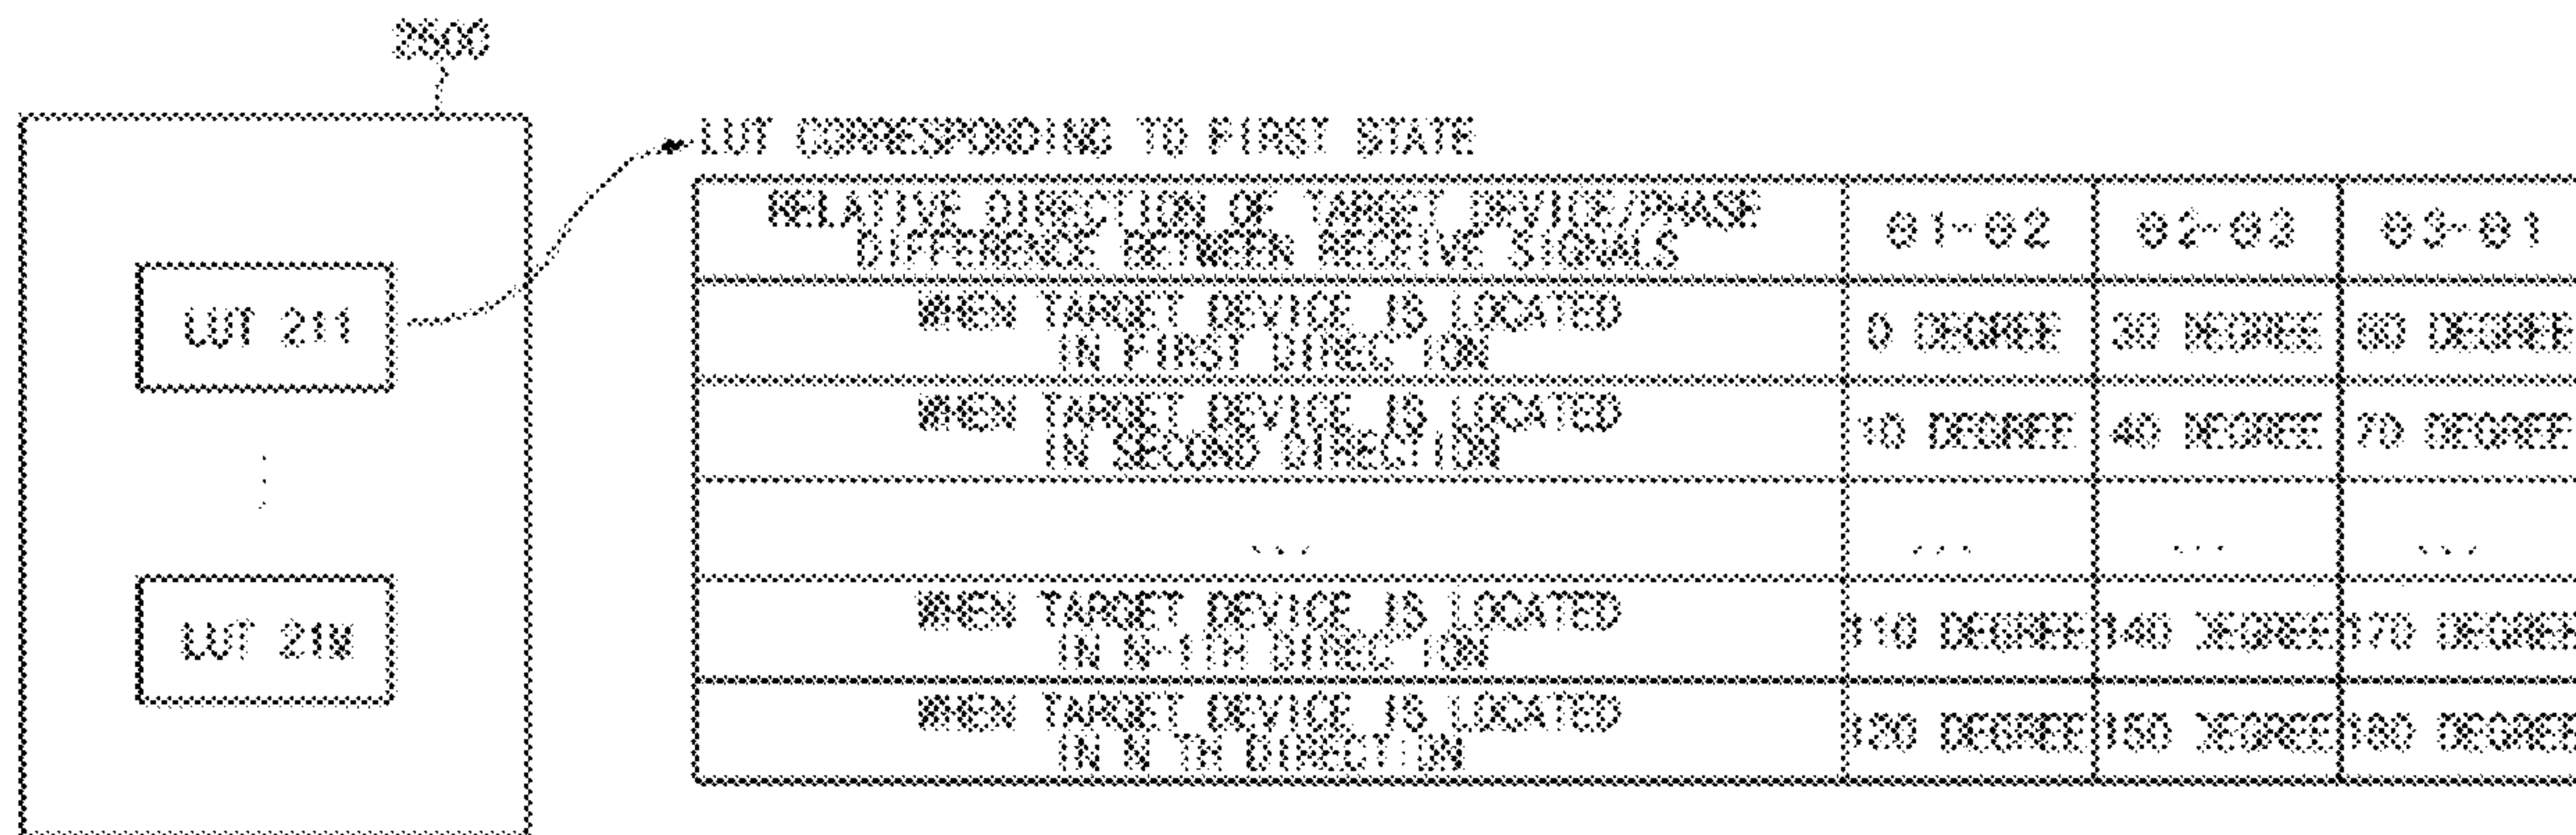 LUT CORRESPONDING TO FIRST STATE
LUT 211
LUT 21N
RELATIVE DIRECTION OF TARGET DEVICE/PHASE
DIFFERENCE BETWEEN RECEIVE SIGNALS
θ1-θ2
θ2-θ3
θ3-θ1
WHEN TARGET DEVICE IS LOCATED
IN FIRST DIRECTION
0 DEGREE
30 DEGREE
60 DEGREE
WHEN TARGET DEVICE IS LOCATED
IN SECOND DIRECTION
10 DEGREE
40 DEGREE
70 DEGREE
...
...
...
...
WHEN TARGET DEVICE IS LOCATED
IN N-1TH DIRECTION
110 DEGREE
140 DEGREE
170 DEGREE
WHEN TARGET DEVICE IS LOCATED
IN N TH DIRECTION
120 DEGREE
DEGREE
180 DEGREE